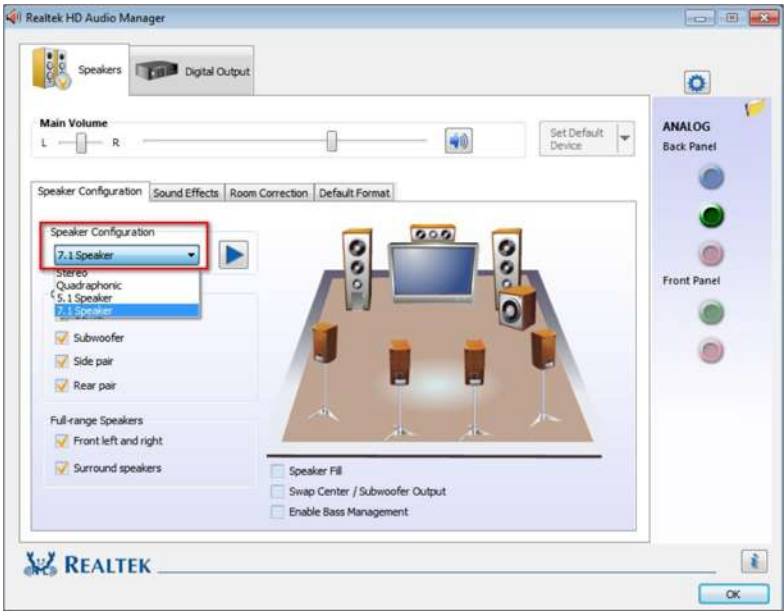 Realtek HD Audio Manager
Speakers
Digital Output
Main Volume
L
R
Set Default
Device
ANALOG
Back Panel
Speaker Configuration
Sound Effects
Room Correction
Default Format
Speaker Configuration
7.1 Speaker
Stereo
Quadraphonic
5.1 Speaker
7.1 Speaker
Subwoofer
Side pair
Rear pair
Full-range Speakers
Front left and right
Surround speakers
Speaker Fill
Swap Center / Subwoofer Output
Enable Bass Management
Front Panel
REALTEK
OK